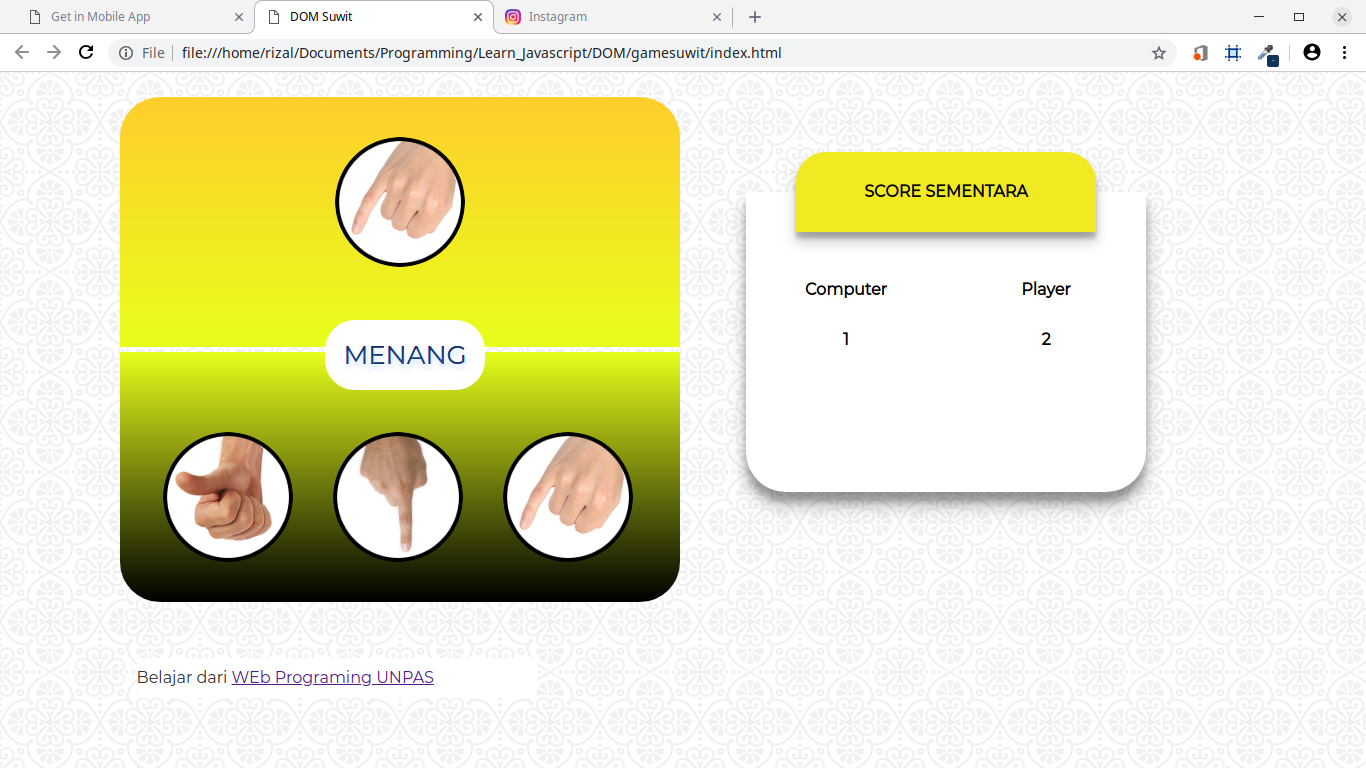 Get in Mobile App
DOM Suwit
Instagram
File
file:///home/rizal/Documents/Programming/Learn_Javascript/DOM/gamesuwit/index.html
MENANG
SCORE SEMENTARA
Computer Player
1 2
Belajar dari WEb Programing UNPAS